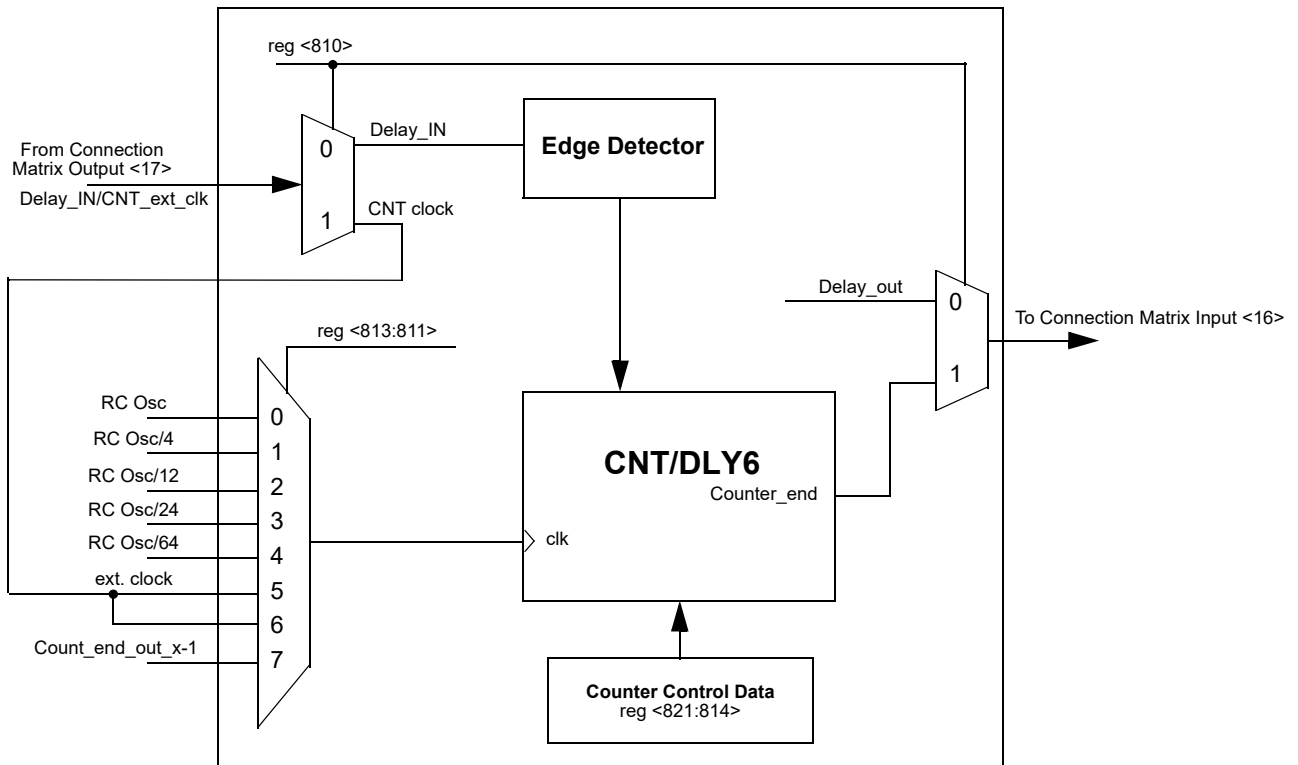 reg <810>
From Connection
Matrix Output <17>
Delay_IN/CNT_ext_clk
0
1
Delay_IN
CNT clock
Edge Detector
Delay_out
0
1
To Connection Matrix Input <16>
reg <813:811>
RC Osc
RC Osc/4
RC Osc/12
RC Osc/24
RC Osc/64
ext. clock
Count_end_out_x-1
0
1
2
3
4
5
6
7
CNT/DLY6
Counter_end
clk
Counter Control Data
reg <821:814>